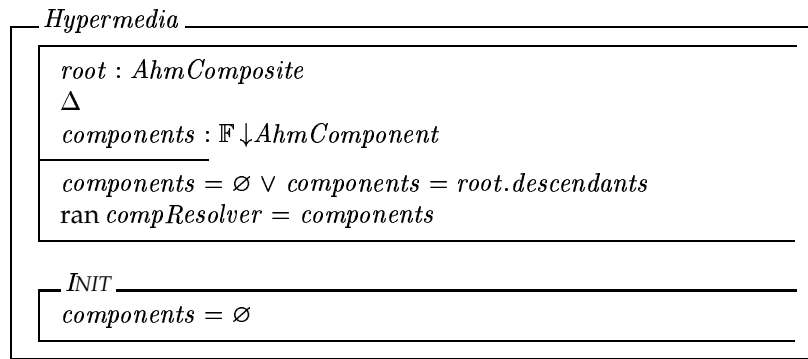 Hypermedia
root : AhmComposite
Δ
components : 𝔽 ↓AhmComponent
components = ∅ ∨ components = root.descendants
ran compResolver = components
INIT
components = ∅